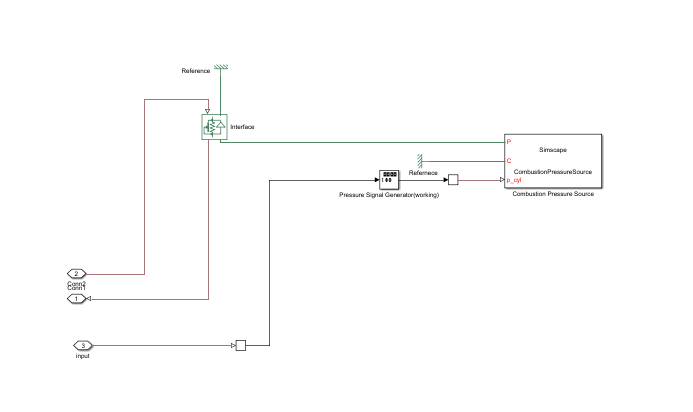 Reference
Interface
P
Simscape
C
CombustionPressureSource
Refernece
p_cyl
Pressure Signal Generator(working)
Combustion Pressure Source
2
Conn2
Conn1
1
3
input